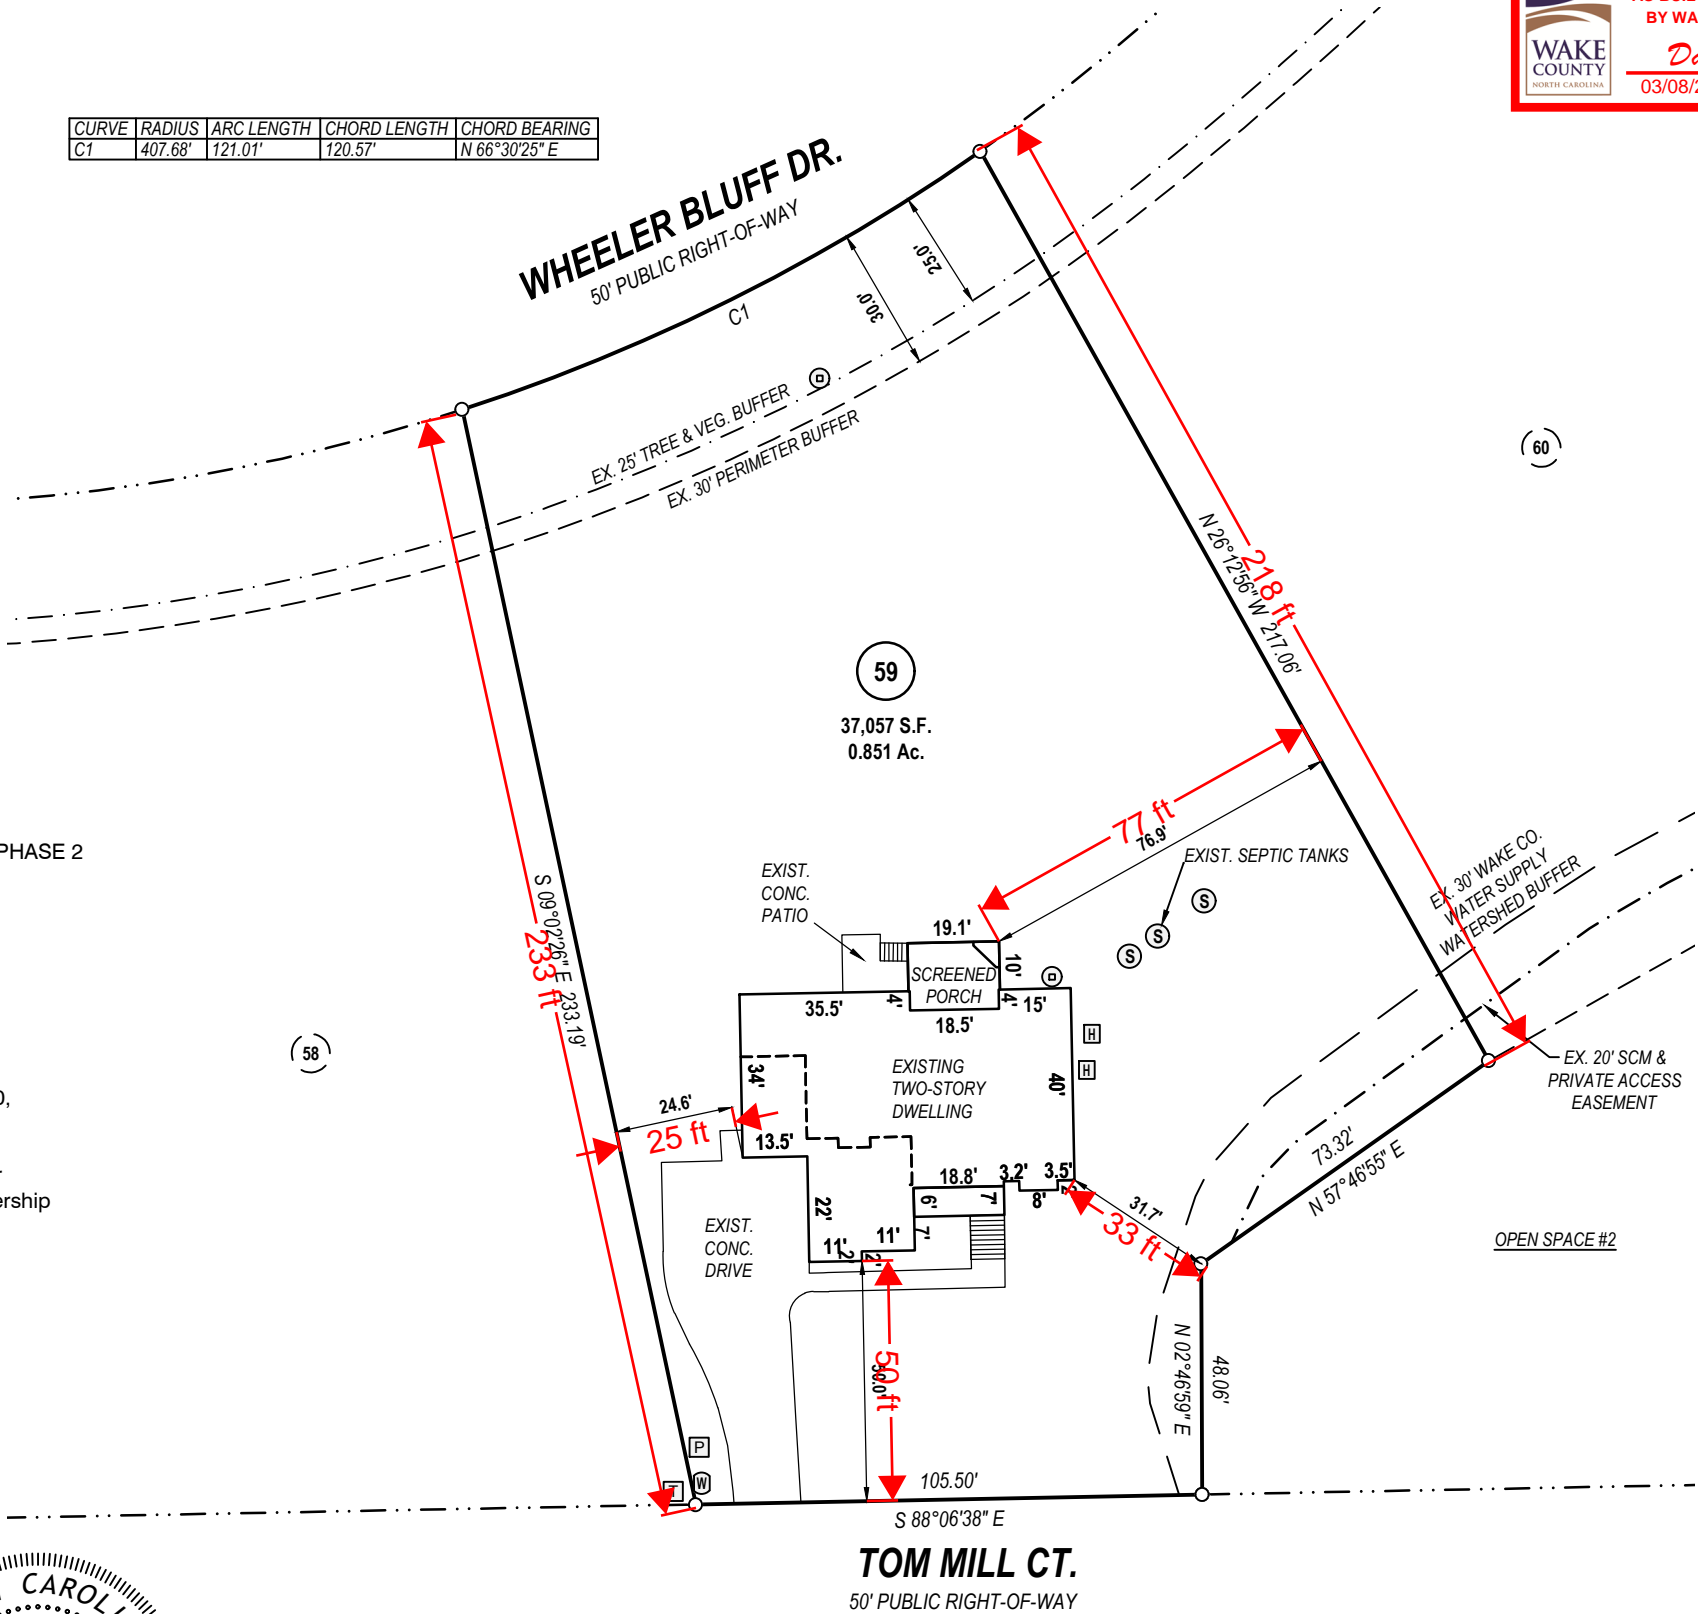 BY WA
WAKE
COUNTY
NORTH CAROLINA
03/08/2
CURVE RADIUS ARC LENGTH CHORD LENGTH CHORD BEARING
C1 407.68' 121.01' 120.57' N 66°30'25" E
WHEELER BLUFF DR.
50' PUBLIC RIGHT-OF-WAY
C1
25.0'
30.0'
EX. 25' TREE & VEG. BUFFER
EX. 30' PERIMETER BUFFER
60
N 26°12'56" W 217.06'
218 ft
59
37,057 S.F.
0.851 Ac.
77 ft
76.9'
PHASE 2
EXIST. SEPTIC TANKS
S
S
S
EX. 30' WAKE CO.
WATER SUPPLY
WATERSHED BUFFER
EXIST.
CONC.
PATIO
S 09°02'26" E 233.19'
233 ft
19.1'
SCREENED
PORCH
10'
35.5'
4'
4'
15'
18.5'
H
H
58
EXISTING
TWO-STORY
DWELLING
34'
40'
EX. 20' SCM &
PRIVATE ACCESS
EASEMENT
24.6'
25 ft
13.5'
73.32'
N 57°46'55" E
18.8'
3.2'
3.5'
8'
2'
6'
7'
22'
7'
11'
11'
2'
2'
31.7'
33 ft
ership
EXIST.
CONC.
DRIVE
OPEN SPACE #2
50.0'
50 ft
N 02°46'59" E
48.06'
P
W
T
105.50'
S 88°06'38" E
TOM MILL CT.
50' PUBLIC RIGHT-OF-WAY
CAROLI